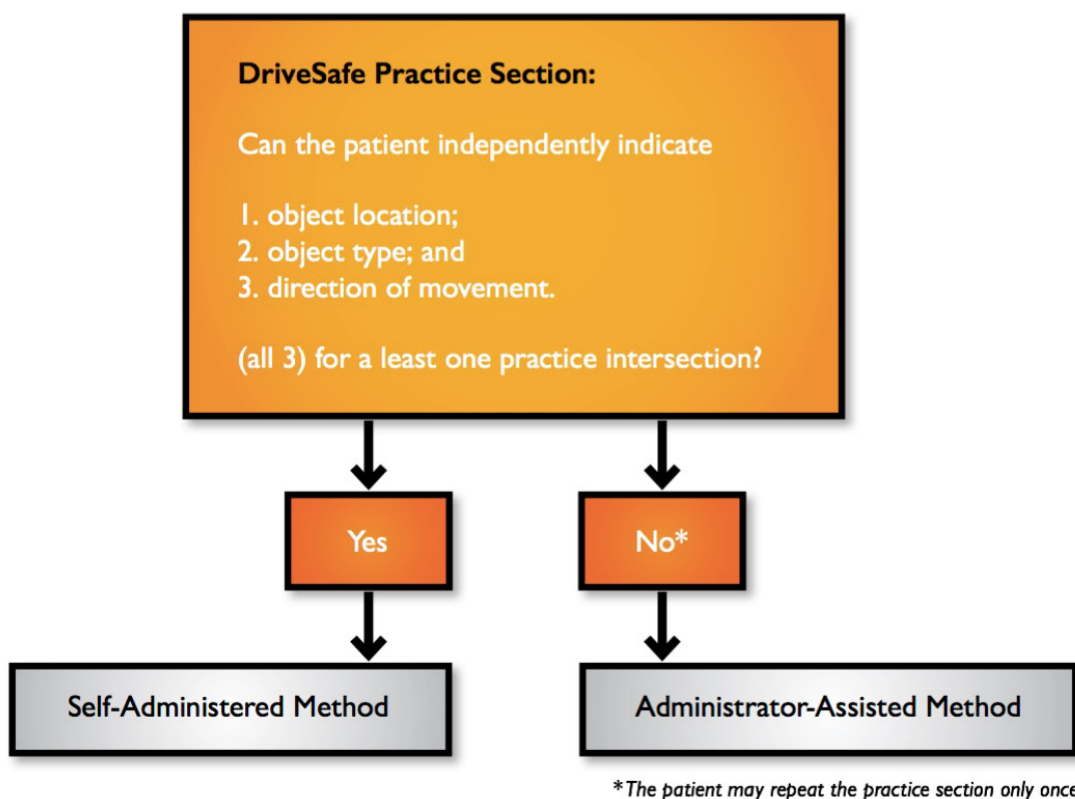 DriveSafe Practice Section:
Can the patient independently indicate
1. object location;
2. object type; and
3. direction of movement.
(all 3) for a least one practice intersection?
Yes
No*
Self-Administered Method
Administrator-Assisted Method
*The patient may repeat the practice section only once